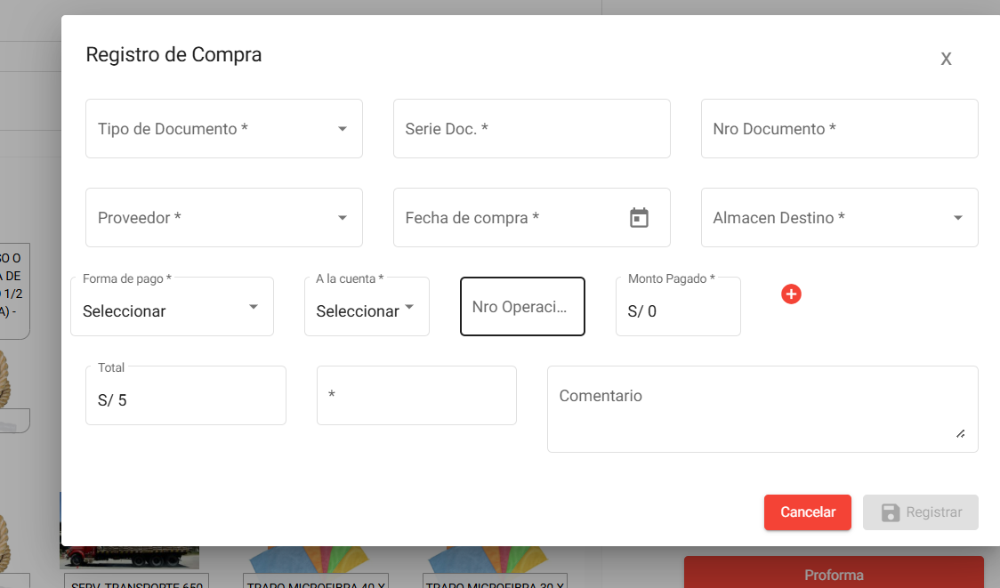 Registro de Compra
X
Tipo de Documento *
Serie Doc. *
Nro Documento *
Proveedor *
Fecha de compra *
Almacen Destino *
Forma de pago *
Seleccionar
A la cuenta *
Seleccionar
Nro Operaci...
Monto Pagado *
S/ 0
Total
S/ 5
*
Comentario
Cancelar
Registrar
SO O
A DE
1/2
A) -
SERV. TRANSPORTE 650
TRAPO MICROFIBRA 40 X
TRAPO MICROFIBRA 30 X
Proforma